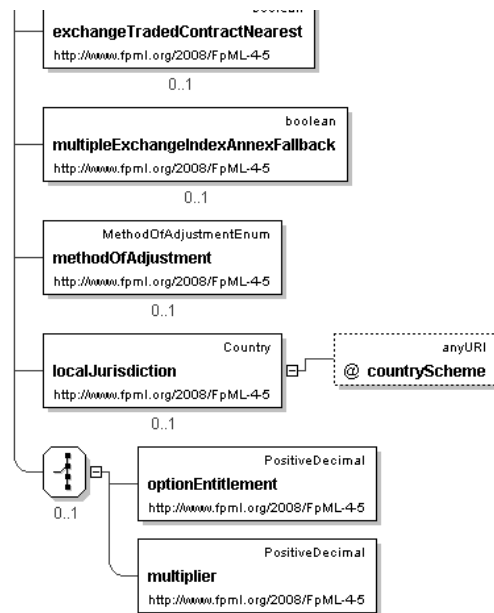 boolean
exchangeTradedContractNearest
http://www.fpml.org/2008/FpML-4-5
0..1
boolean
multipleExchangeIndexAnnexFallback
http://www.fpml.org/2008/FpML-4-5
0..1
MethodOfAdjustmentEnum
methodOfAdjustment
http://www.fpml.org/2008/FpML-4-5
0..1
Country
localJurisdiction
http://www.fpml.org/2008/FpML-4-5
0..1
anyURI
@ countryScheme
0..1
PositiveDecimal
optionEntitlement
http://www.fpml.org/2008/FpML-4-5
PositiveDecimal
multiplier
http://www.fpml.org/2008/FpML-4-5